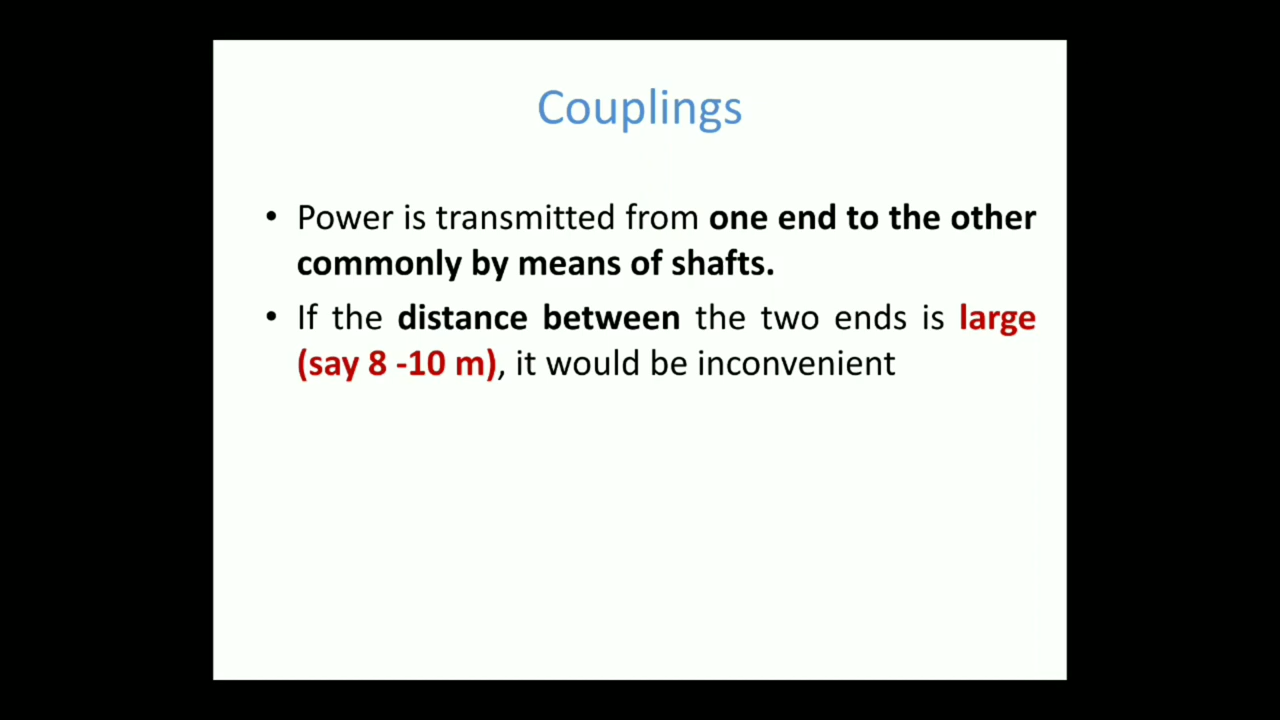 Couplings
• Power is transmitted from one end to the other
commonly by means of shafts.
• If the distance between the two ends is large
(say 8 -10 m), it would be inconvenient